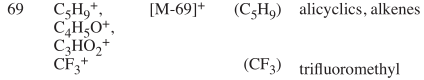 69 C₅H₉⁺, [M-69]⁺ (C₅H₉) alicyclics, alkenes
C₄H₅O⁺,
C₃HO₂⁺
CF₃⁺ (CF₃) trifluoromethyl